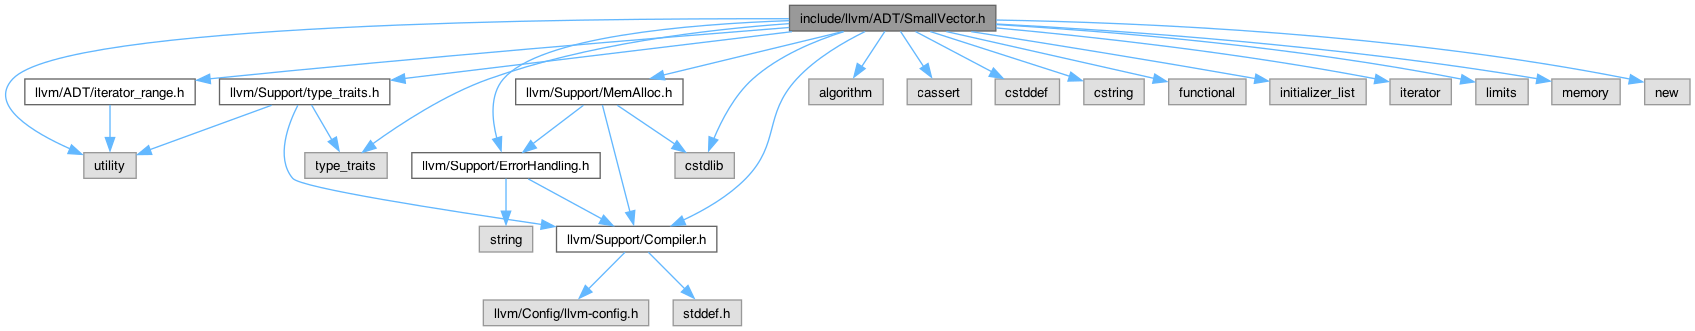 include/llvm/ADT/SmallVector.h
llvm/ADT/iterator_range.h
llvm/Support/type_traits.h
llvm/Support/MemAlloc.h
algorithm
cassert
cstddef
cstring
functional
initializer_list
iterator
limits
memory
new
utility
type_traits
llvm/Support/ErrorHandling.h
cstdlib
string
llvm/Support/Compiler.h
llvm/Config/llvm-config.h
stddef.h